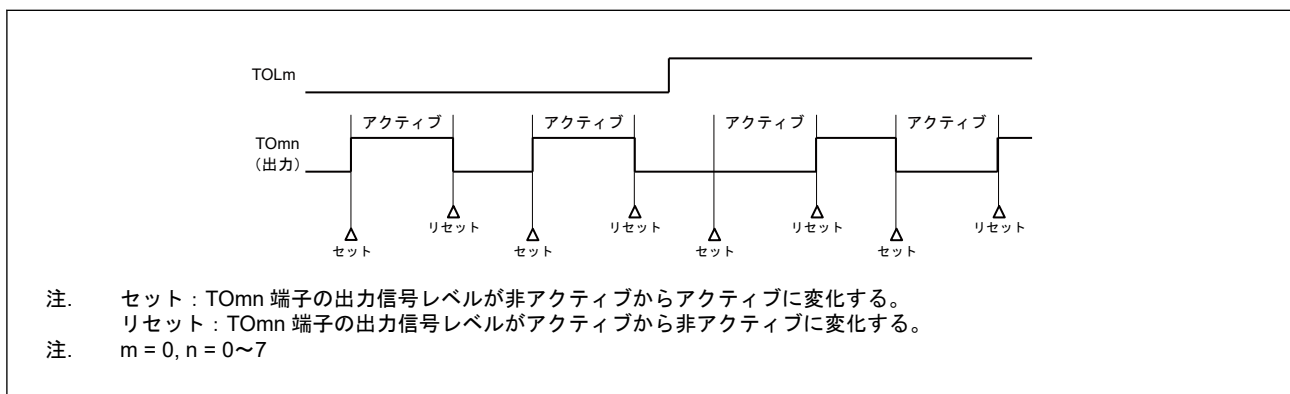 TOLm
アクティブ アクティブ アクティブ アクティブ
TOmn
（出力）
リセット リセット リセット リセット
セット セット セット セット
注. セット：TOmn 端子の出力信号レベルが非アクティブからアクティブに変化する。
リセット：TOmn 端子の出力信号レベルがアクティブから非アクティブに変化する。
注. m = 0, n = 0～7